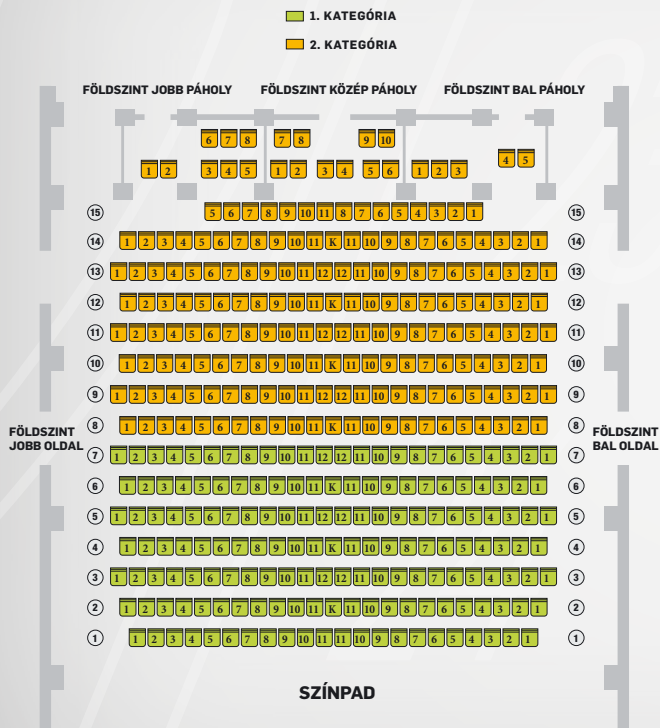 1. KATEGÓRIA
2. KATEGÓRIA
FÖLDSZINT JOBB PÁHOLY FÖLDSZINT KÖZÉP PÁHOLY FÖLDSZINT BAL PÁHOLY
6 7 8 7 8 9 10
4 5
1 2 3 4 5 1 2 3 4 5 6 1 2 3
15 5 6 7 8 9 10 11 8 7 6 5 4 3 2 1 15
14 1 2 3 4 5 6 7 8 9 10 11 K 11 10 9 8 7 6 5 4 3 2 1 14
13 1 2 3 4 5 6 7 8 9 10 11 12 12 11 10 9 8 7 6 5 4 3 2 1 13
12 1 2 3 4 5 6 7 8 9 10 11 K 11 10 9 8 7 6 5 4 3 2 1 12
11 1 2 3 4 5 6 7 8 9 10 11 12 12 11 10 9 8 7 6 5 4 3 2 1 11
10 1 2 3 4 5 6 7 8 9 10 11 K 11 10 9 8 7 6 5 4 3 2 1 10
9 1 2 3 4 5 6 7 8 9 10 11 12 12 11 10 9 8 7 6 5 4 3 2 1 9
8 1 2 3 4 5 6 7 8 9 10 11 K 11 10 9 8 7 6 5 4 3 2 1 8
FÖLDSZINT
JOBB OLDAL
FÖLDSZINT
BAL OLDAL
7 1 2 3 4 5 6 7 8 9 10 11 12 12 11 10 9 8 7 6 5 4 3 2 1 7
6 1 2 3 4 5 6 7 8 9 10 11 K 11 10 9 8 7 6 5 4 3 2 1 6
5 1 2 3 4 5 6 7 8 9 10 11 12 12 11 10 9 8 7 6 5 4 3 2 1 5
4 1 2 3 4 5 6 7 8 9 10 11 K 11 10 9 8 7 6 5 4 3 2 1 4
3 1 2 3 4 5 6 7 8 9 10 11 12 12 11 10 9 8 7 6 5 4 3 2 1 3
2 1 2 3 4 5 6 7 8 9 10 11 K 11 10 9 8 7 6 5 4 3 2 1 2
1 1 2 3 4 5 6 7 8 9 10 11 11 10 9 8 7 6 5 4 3 2 1 1
SZÍNPAD